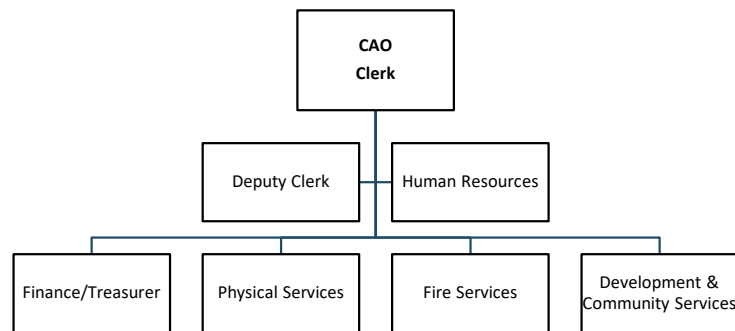 CAO
Clerk
Deputy Clerk
Human Resources
Finance/Treasurer
Physical Services
Fire Services
Development &
Community Services